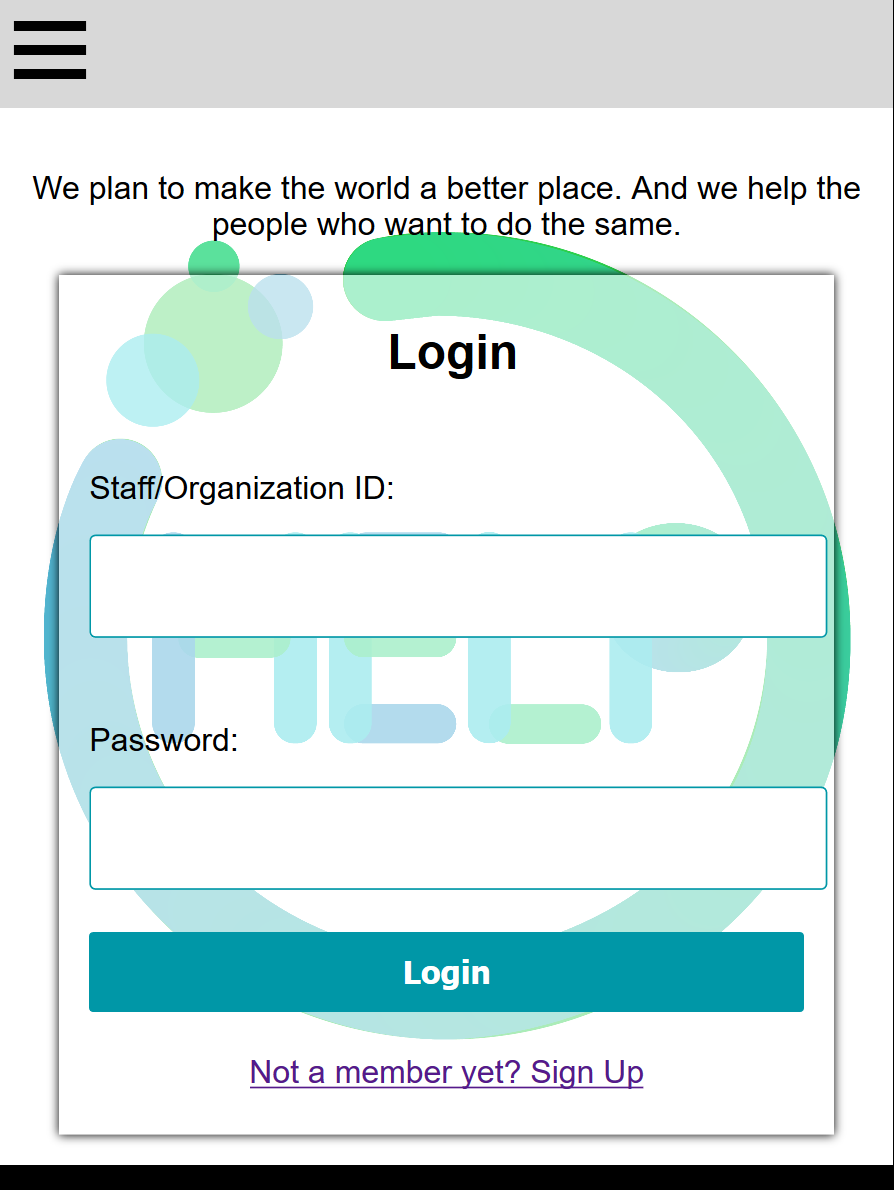 We plan to make the world a better place. And we help the
people who want to do the same.
Login
Staff/Organization ID:
HELP
Password:
Login
Not a member yet? Sign Up